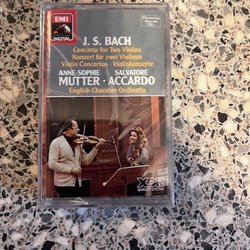 EMI
DIGITAL
J. S. BACH
Concerto for Two Violins
Konzert für zwei Violinen
Violin Concertos · Violinkonzerte
ANNE-SOPHIE SALVATORE
MUTTER · ACCARDO
English Chamber Orchestra
XDR